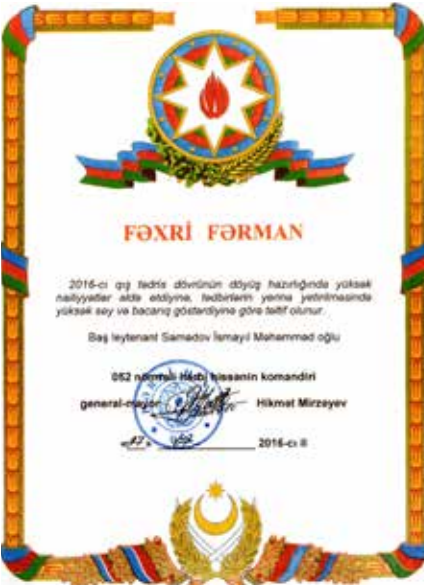 FƏXRİ FƏRMAN
2016-cı qış tədris dövrünün döyüş hazırlığında yüksək
nailiyyətlər əldə etdiyinə, tədbirlərin yerinə yetirilməsində
yüksək səy və bacarıq göstərdiyinə görə təltif olunur.
Baş leytenant Səmədov İsmayıl Məhəmməd oğlu
052 nömrəli hərbi hissənin komandiri
general-mayor Hikmət Mirzəyev
2016-cı il